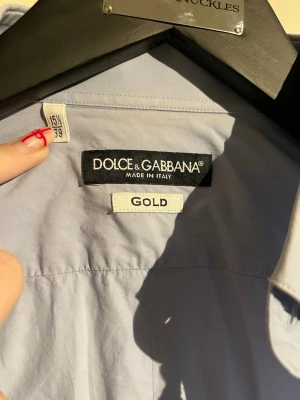 NUCKLES
15½
39
DOLCE & GABBANA®
MADE IN ITALY
GOLD